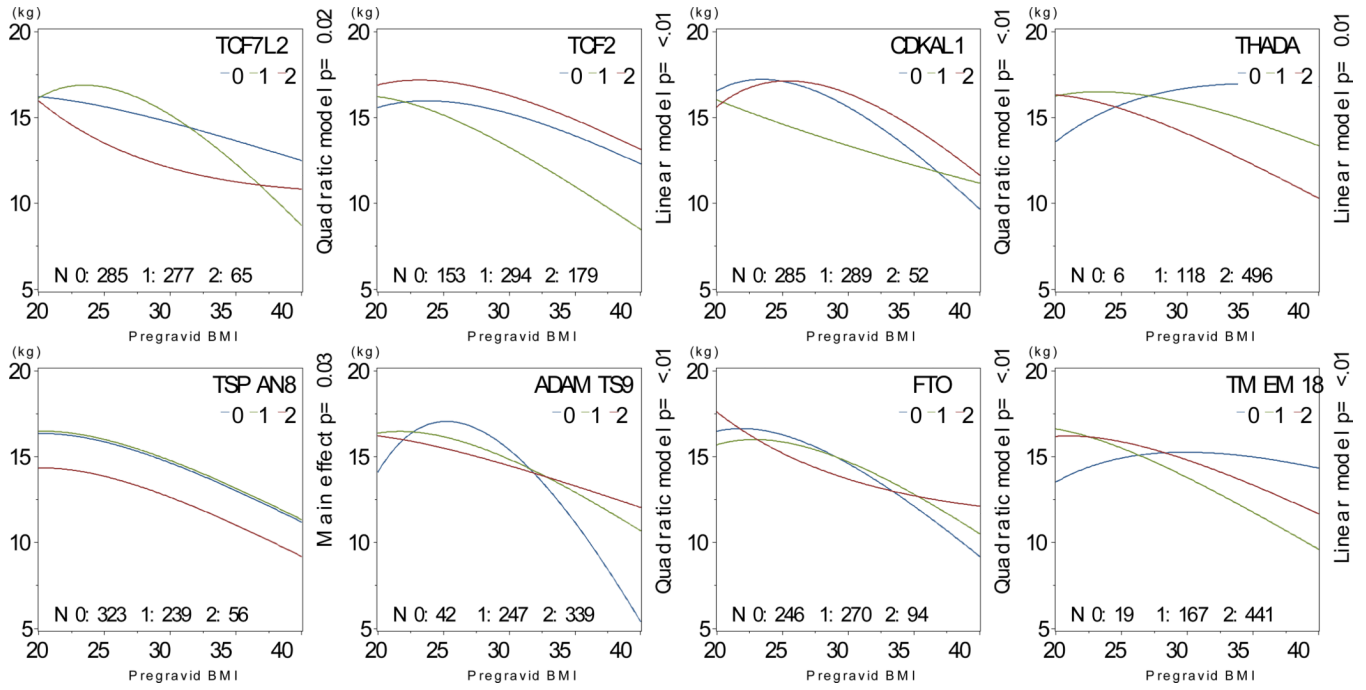 (kg)
20
15
10
5
TCF7L2
0 1 2
N 0: 285 1: 277 2: 65
20 25 30 35 40
Pregravid BMI
Quadratic model p= 0.02
(kg)
20
15
10
5
TCF2
0 1 2
N 0: 153 1: 294 2: 179
20 25 30 35 40
Pregravid BMI
Linear model p= <.01
(kg)
20
15
10
5
CDKAL1
0 1 2
N 0: 285 1: 289 2: 52
20 25 30 35 40
Pregravid BMI
Quadratic model p= <.01
(kg)
20
15
10
5
THADA
0 1 2
N 0: 6 1: 118 2: 496
20 25 30 35 40
Pregravid BMI
Linear model p= 0.01
(kg)
20
15
10
5
TSP AN8
0 1 2
N 0: 323 1: 239 2: 56
20 25 30 35 40
Pregravid BMI
Main effect p= 0.03
(kg)
20
15
10
5
ADAM TS9
0 1 2
N 0: 42 1: 247 2: 339
20 25 30 35 40
Pregravid BMI
Quadratic model p= <.01
(kg)
20
15
10
5
FTO
0 1 2
N 0: 246 1: 270 2: 94
20 25 30 35 40
Pregravid BMI
Quadratic model p= <.01
(kg)
20
15
10
5
TM EM 18
0 1 2
N 0: 19 1: 167 2: 441
20 25 30 35 40
Pregravid BMI
Linear model p= <.01